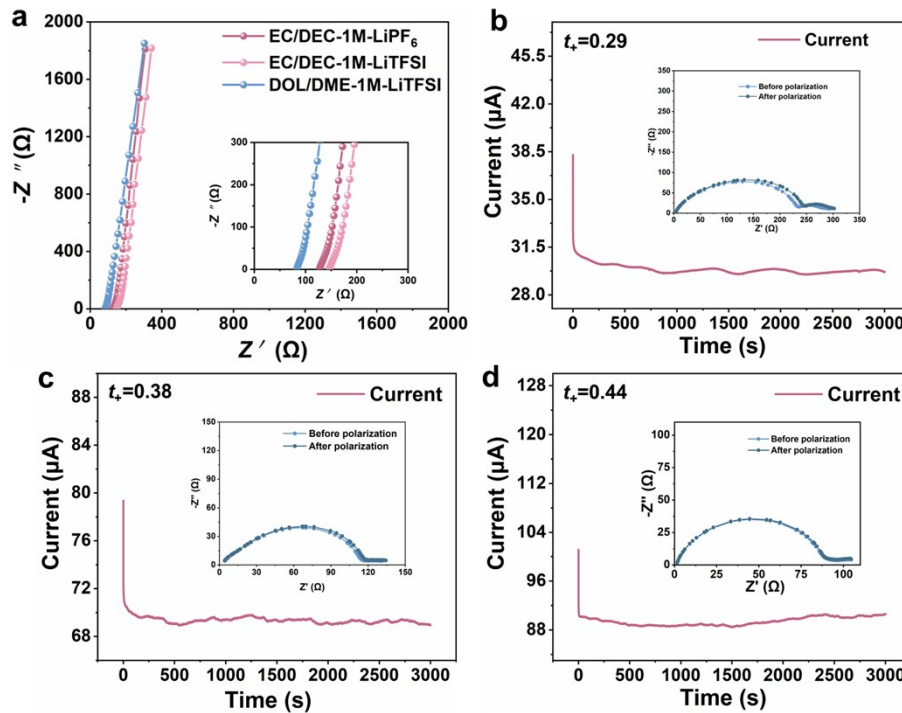 a
2000
1600
1200
800
400
0
-Z ″ (Ω)
EC/DEC-1M-LiPF6
EC/DEC-1M-LiTFSI
DOL/DME-1M-LiTFSI
300
200
100
0
-Z ″ (Ω)
0 100 200 300
Z ′ (Ω)
0 400 800 1200 1600 2000
Z ′ (Ω)
b
t+=0.29
Current
45.5
42.0
38.5
35.0
31.5
28.0
Current (μA)
350
300
250
200
150
100
50
0
-Z'' (Ω)
Before polarization
After polarization
0 50 100 150 200 250 300 350
Z' (Ω)
0 500 1000 1500 2000 2500 3000
Time (s)
c
t+=0.38
Current
88
84
80
76
72
68
Current (μA)
150
120
90
60
30
0
-Z'' (Ω)
Before polarization
After polarization
0 30 60 90 120 150
Z' (Ω)
0 500 1000 1500 2000 2500 3000
Time (s)
d
t+=0.44
Current
128
120
112
104
96
88
Current (μA)
100
75
50
25
0
-Z'' (Ω)
Before polarization
After polarization
0 25 50 75 100
Z' (Ω)
0 500 1000 1500 2000 2500 3000
Time (s)